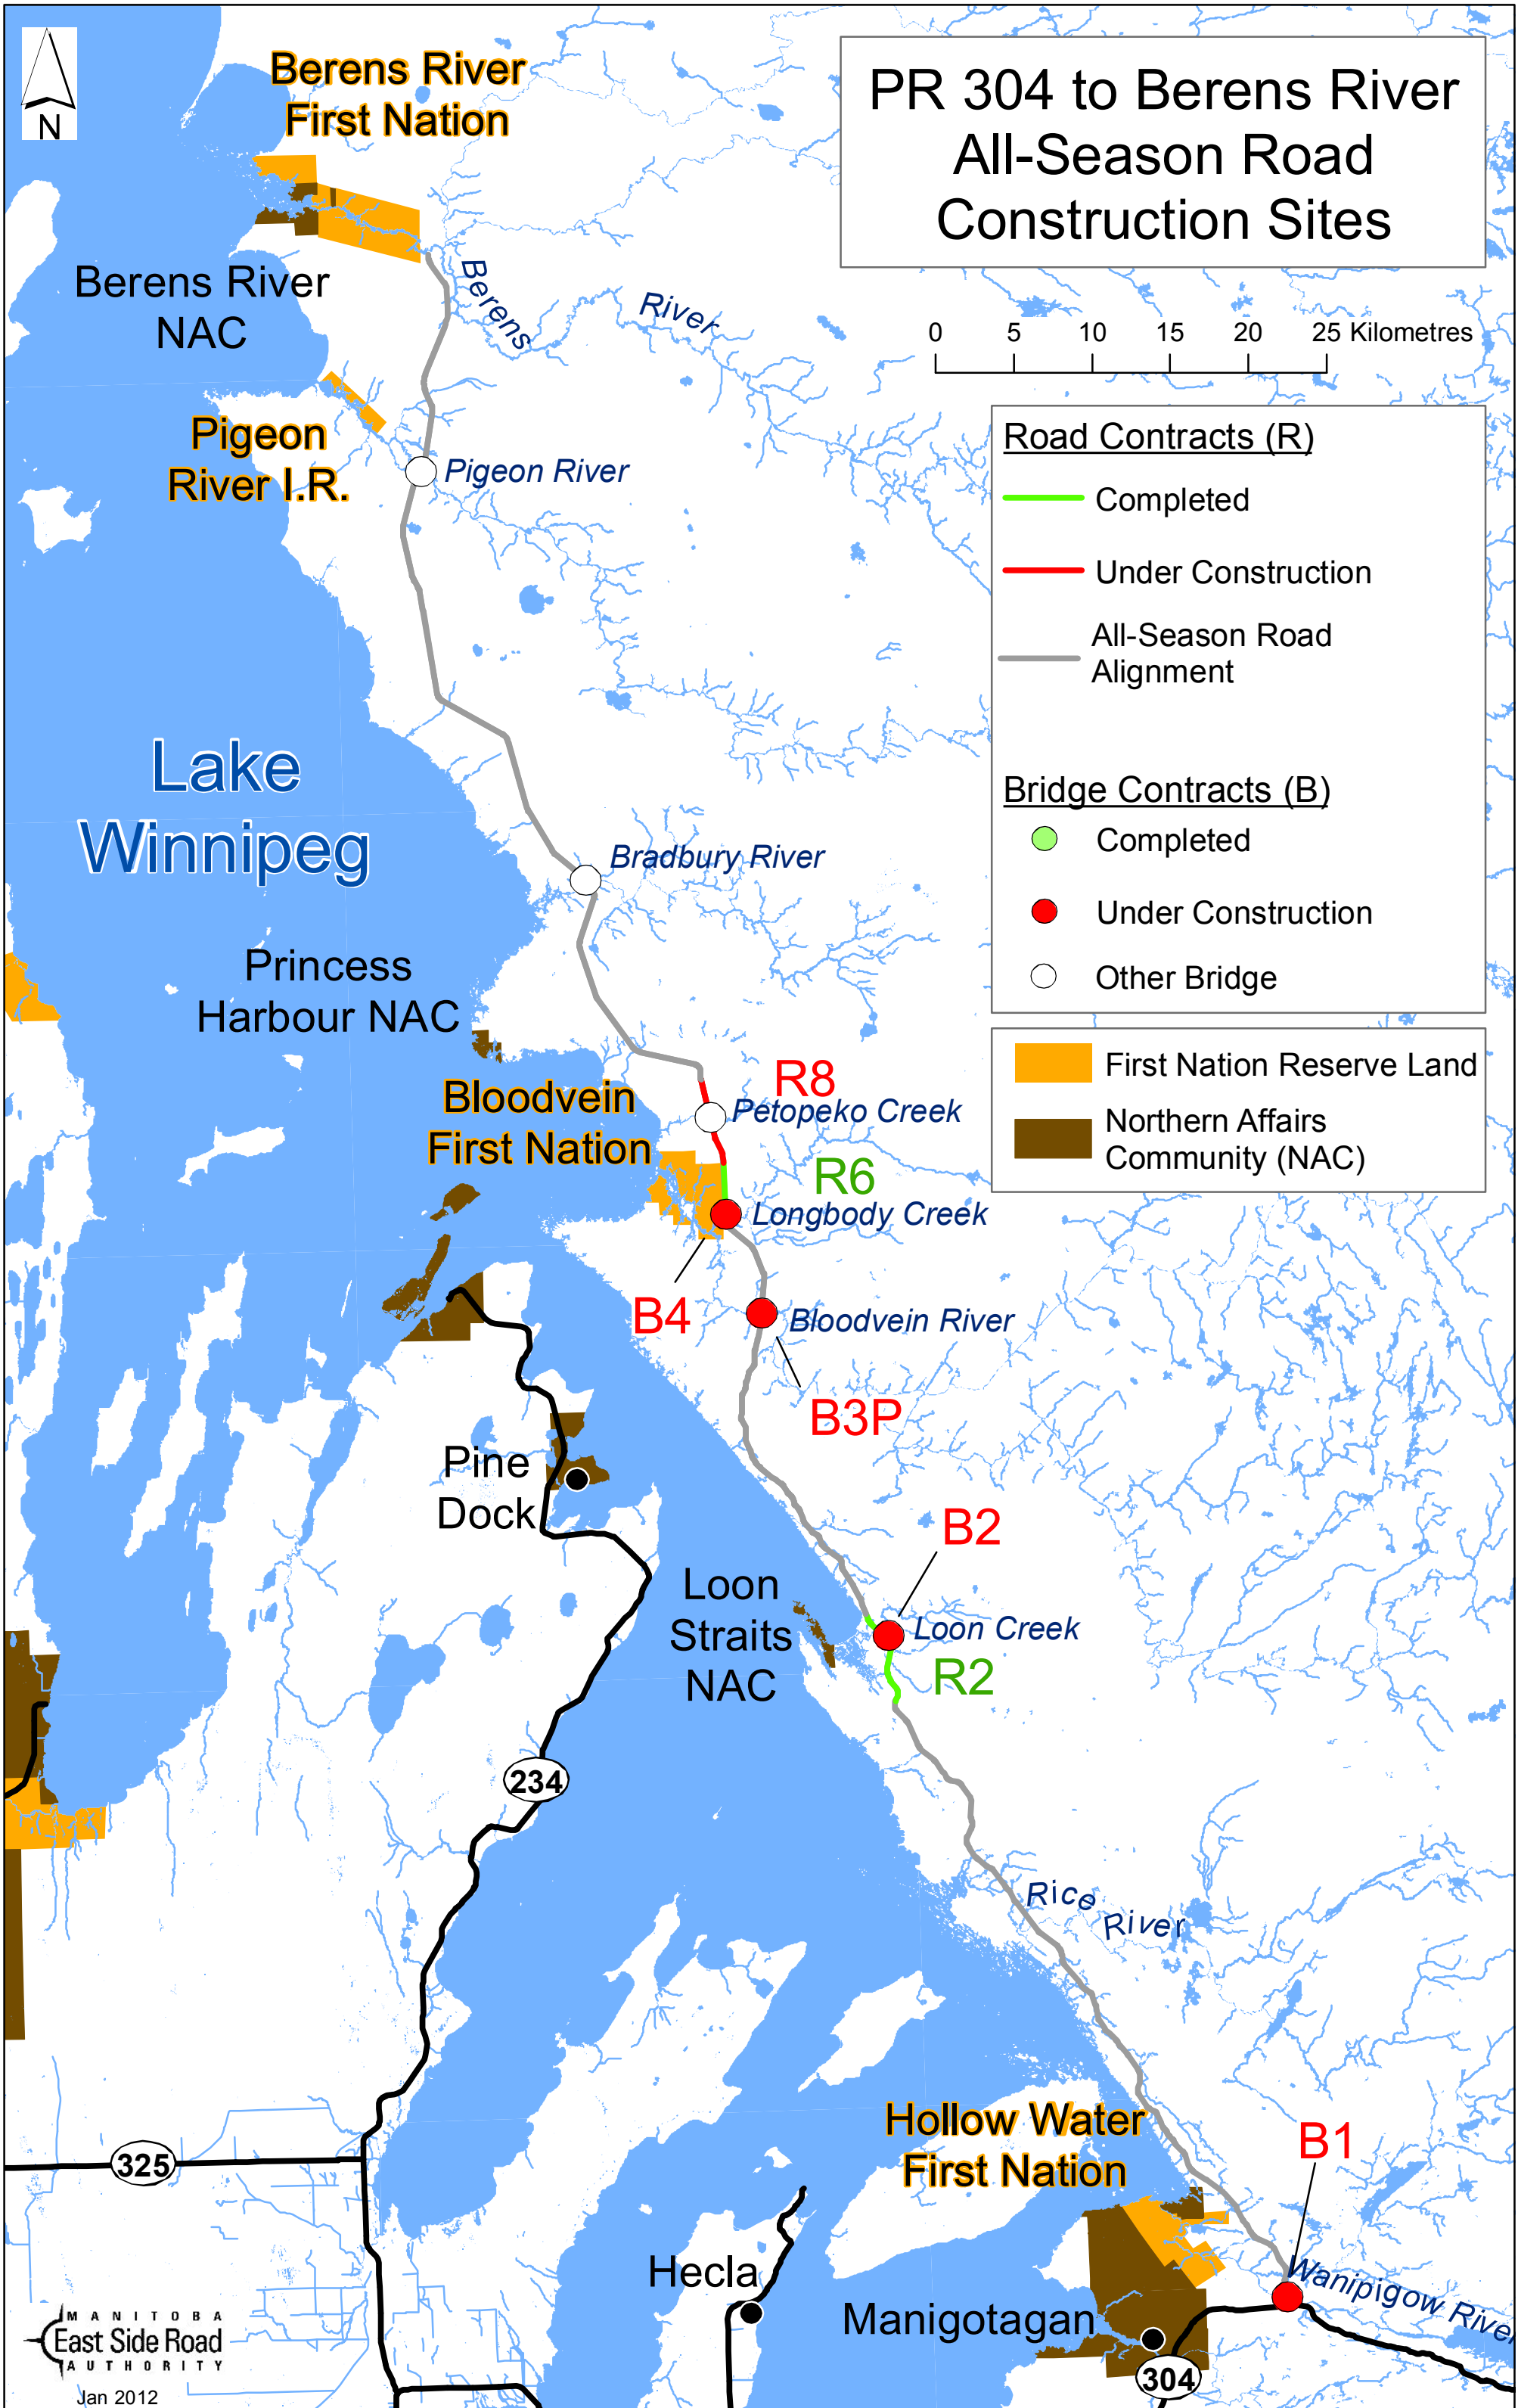 PR 304 to Berens River
All-Season Road
Construction Sites
N
Berens River
First Nation
Berens River
NAC
Berens
River
0 5 10 15 20 25 Kilometres
Pigeon
River I.R.
Pigeon River
Road Contracts (R)
Completed
Under Construction
All-Season Road
Alignment
Bridge Contracts (B)
Completed
Under Construction
Other Bridge
First Nation Reserve Land
Northern Affairs
Community (NAC)
Lake
Winnipeg
Bradbury River
Princess
Harbour NAC
R8
Petopeko Creek
Bloodvein
First Nation
R6
Longbody Creek
B4
Bloodvein River
B3P
Pine
Dock
B2
Loon
Straits
NAC
Loon Creek
R2
234
Rice
River
Hollow Water
First Nation
B1
325
Hecla
Wanipigow River
Manigotagan
304
MANITOBA
East Side Road
AUTHORITY
Jan 2012